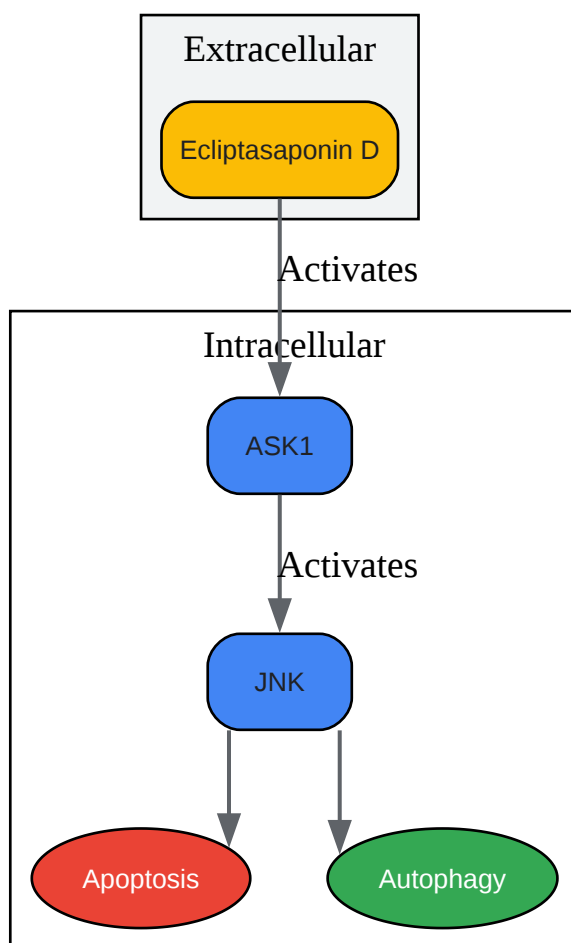 Extracellular
Ecliptasaponin D
Activates
Intracellular
ASK1
Activates
JNK
Apoptosis
Autophagy